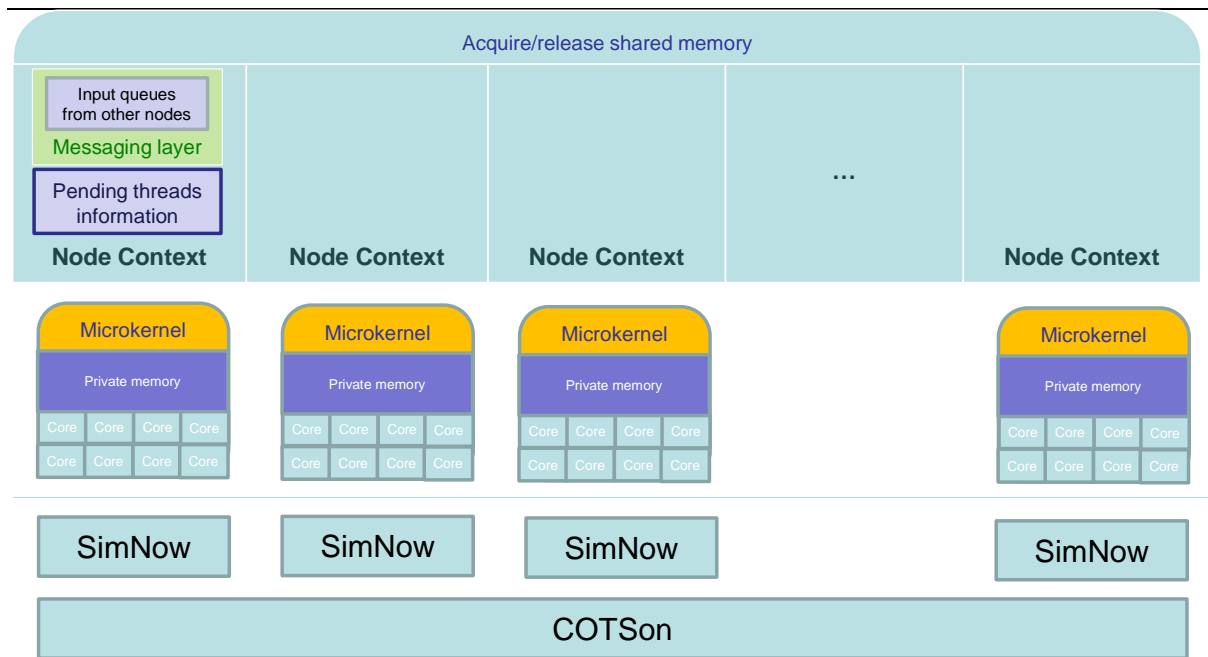 Acquire/release shared memory
Input queues
from other nodes
Messaging layer
Pending threads
information
...
Node Context Node Context Node Context Node Context
Microkernel Microkernel Microkernel Microkernel
Private memory Private memory Private memory Private memory
Core Core Core Core Core Core Core Core Core Core Core Core Core Core Core Core
Core Core Core Core Core Core Core Core Core Core Core Core Core Core Core Core
SimNow SimNow SimNow SimNow
COTSon